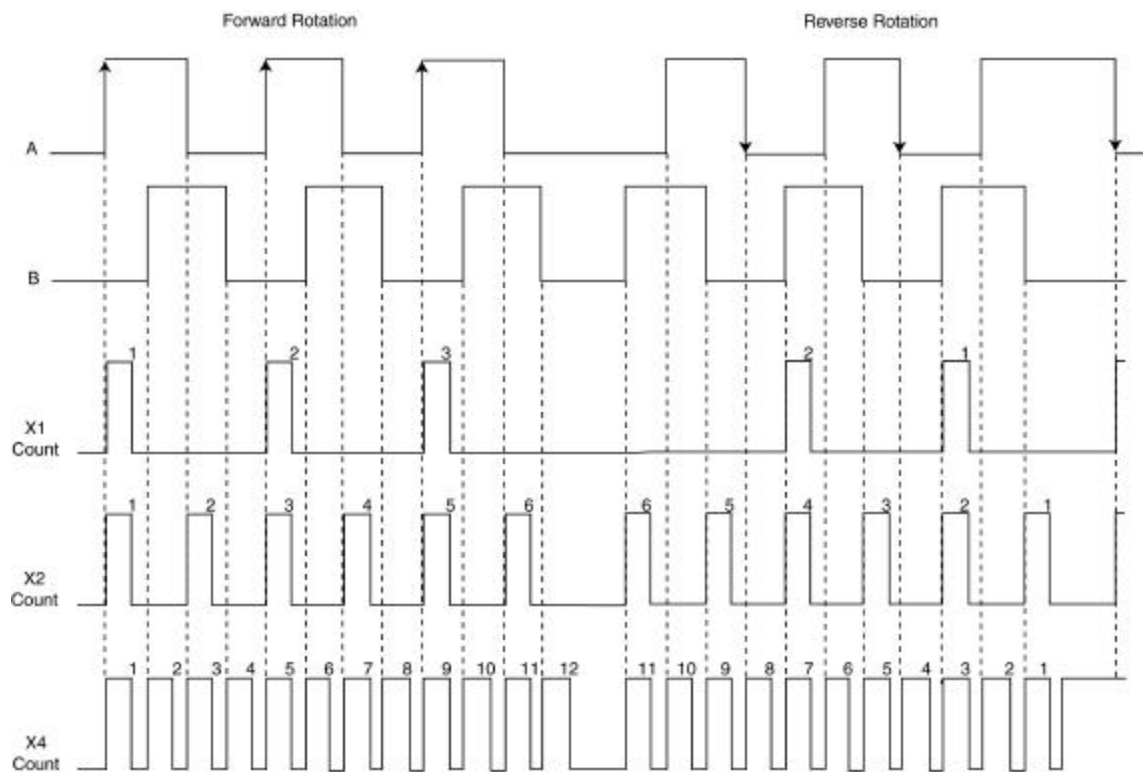 Forward Rotation
Reverse Rotation
A
B
1 2 3 2 1
X1
Count
1 2 3 4 5 6 6 5 4 3 2 1
X2
Count
1 2 3 4 5 6 7 8 9 10 11 12 11 10 9 8 7 6 5 4 3 2 1
X4
Count